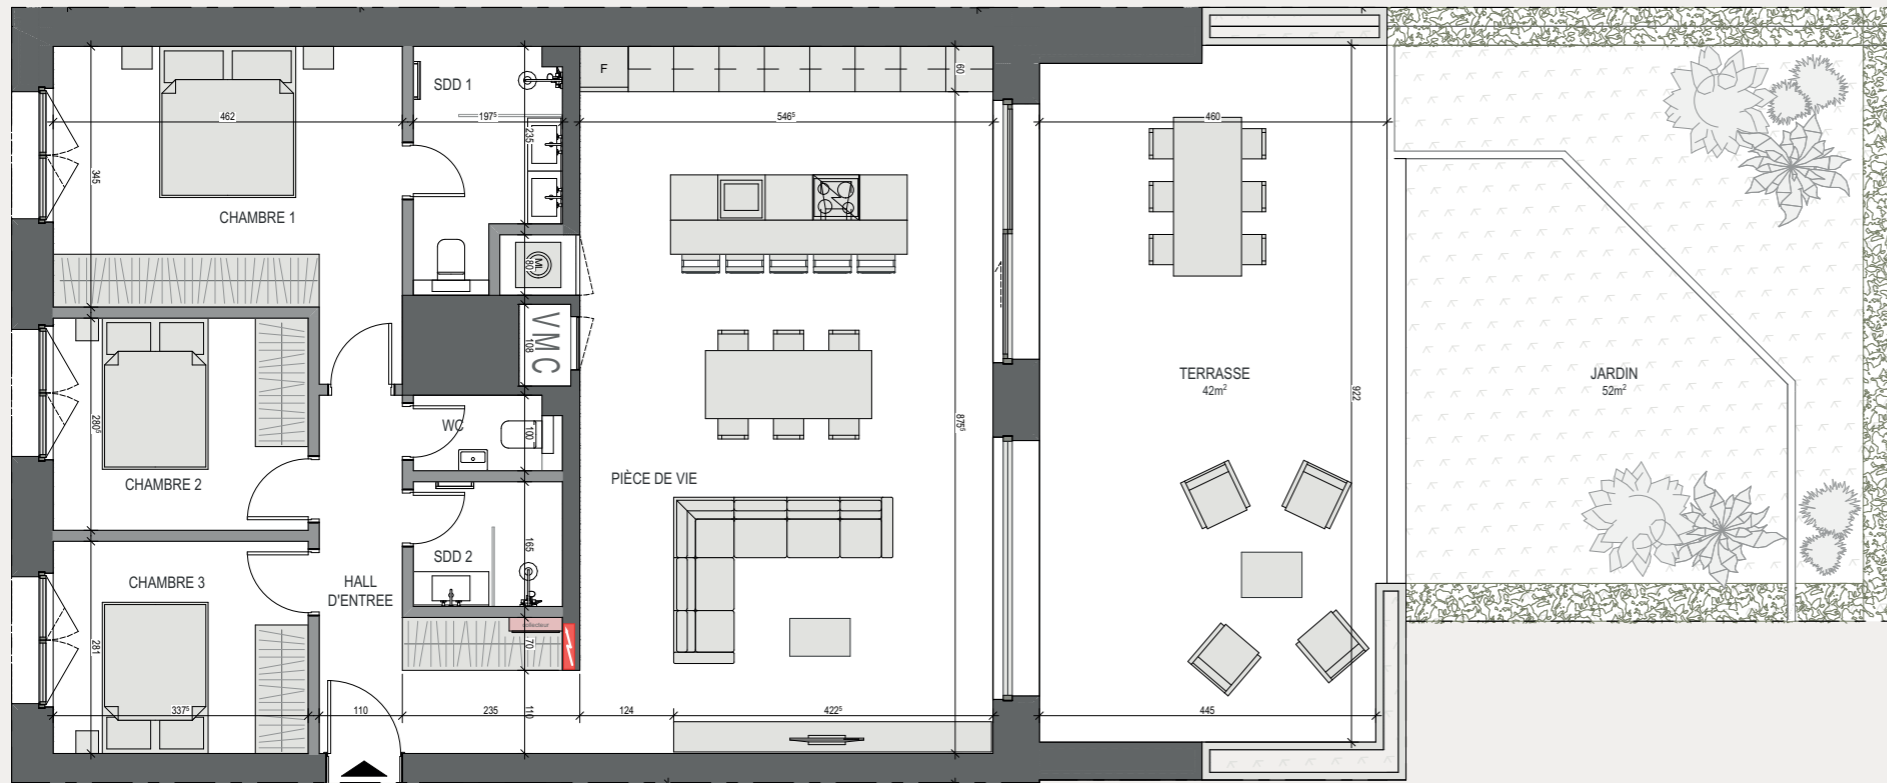 F
60
SDD 1
462
197⁵
546⁵
460
235
345
CHAMBRE 1
ML
80
VMC
108
TERRASSE
42m²
JARDIN
52m²
922
280⁵
WC
100
875⁵
CHAMBRE 2
PIÈCE DE VIE
165
SDD 2
CHAMBRE 3
HALL
D'ENTREE
collecteur
70
281
337⁵
110
235
110
124
422⁵
445